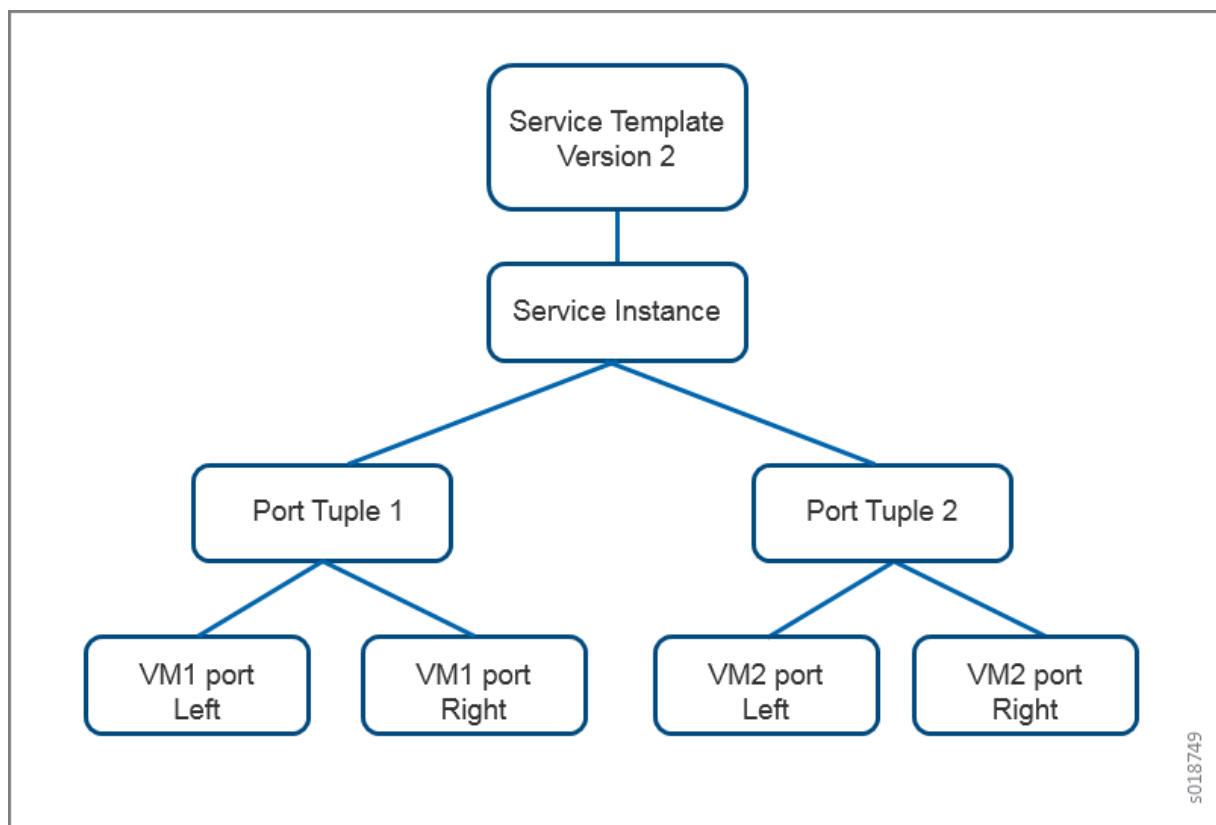 Service Template
Version 2
Service Instance
Port Tuple 1
Port Tuple 2
VM1 port
Left
VM1 port
Right
VM2 port
Left
VM2 port
Right
s018749